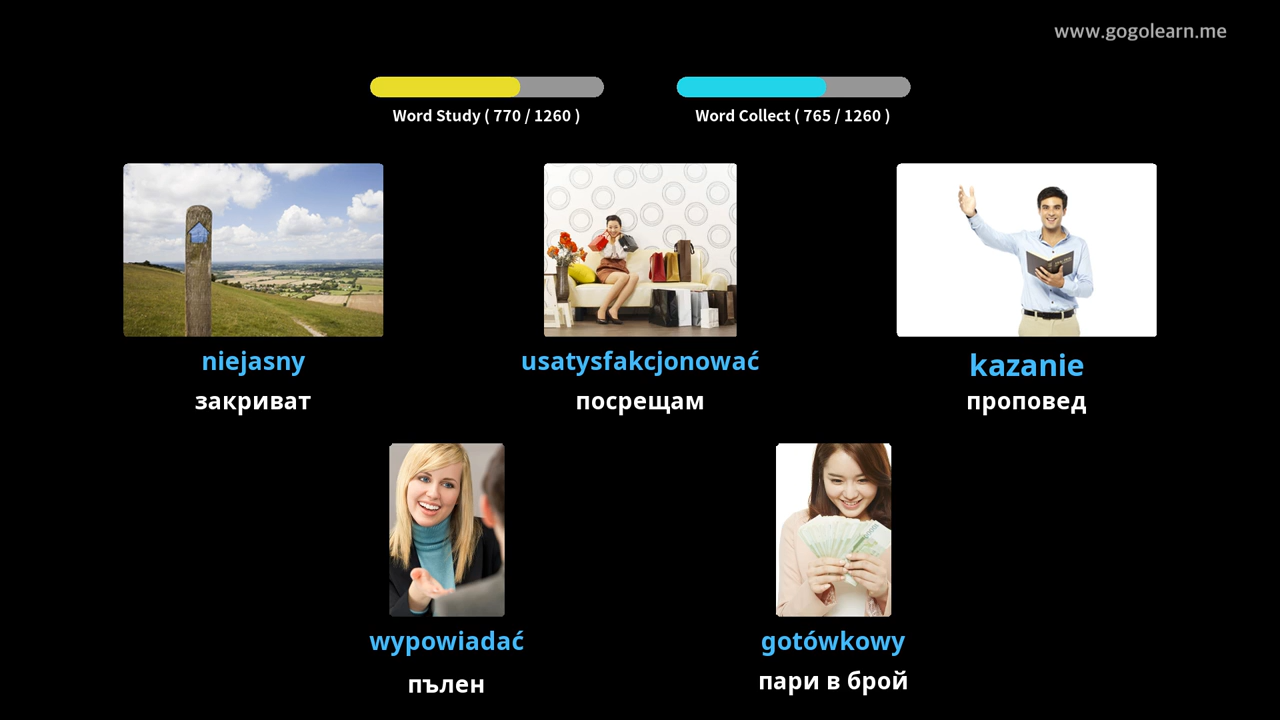 www.gogolearn.me
Word Study ( 770 / 1260 )
Word Collect ( 765 / 1260 )
niejasny
закриват
usatysfakcjonować
посрещам
kazanie
проповед
wypowiadać
пълен
gotówkowy
пари в брой